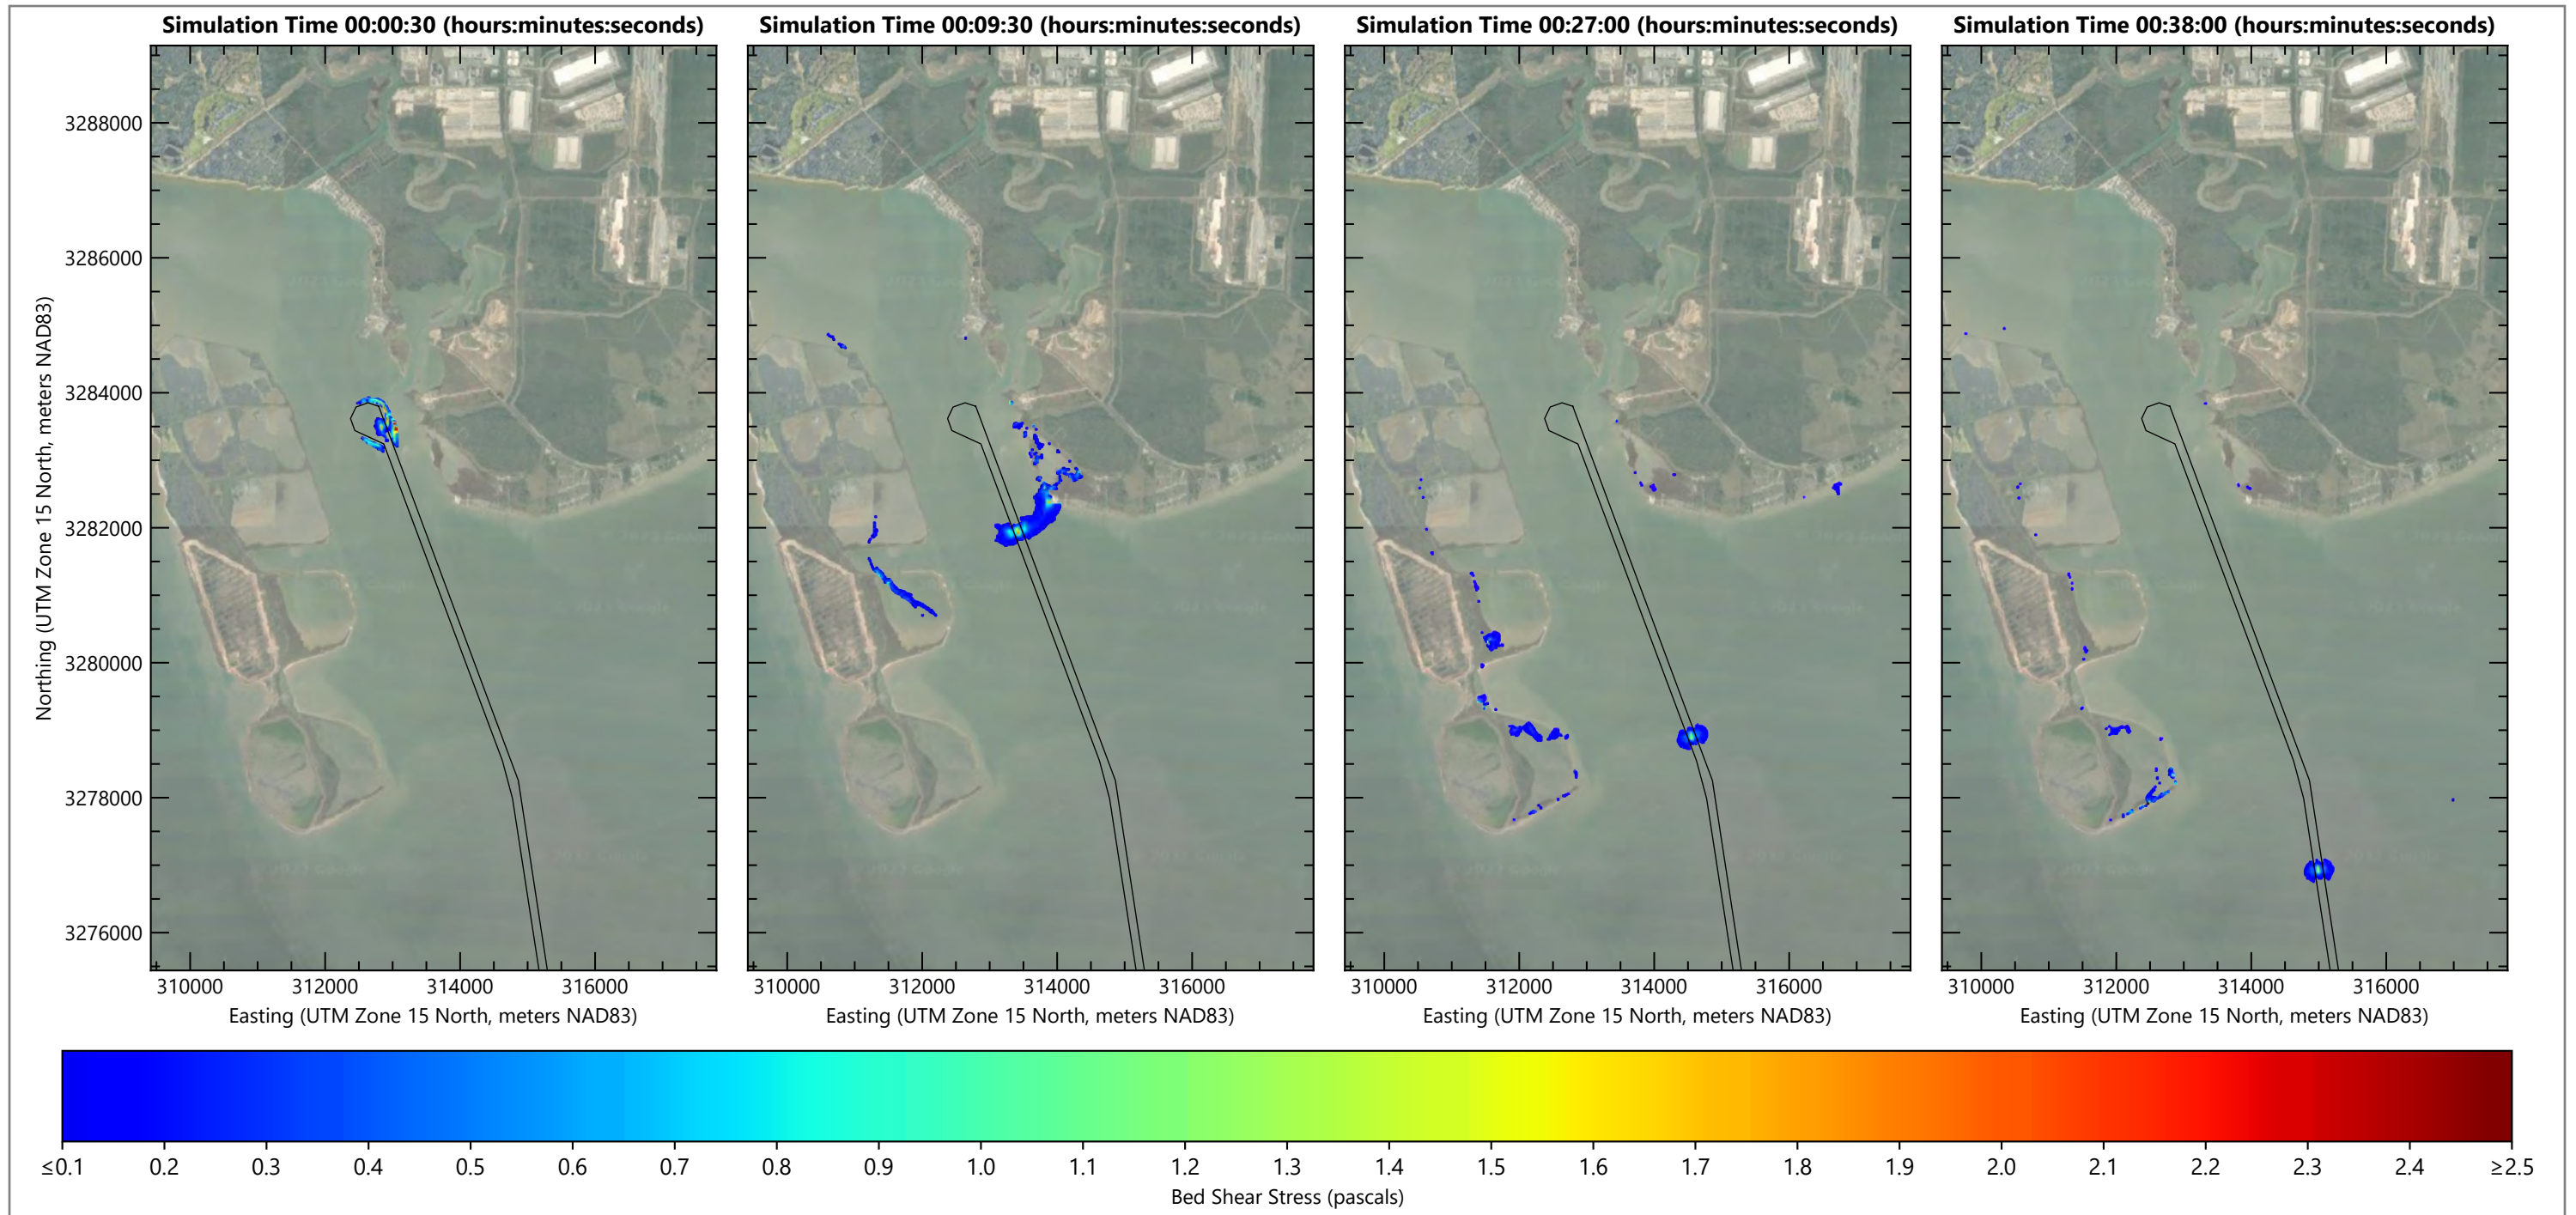 Simulation Time 00:00:30 (hours:minutes:seconds)
Simulation Time 00:09:30 (hours:minutes:seconds)
Simulation Time 00:27:00 (hours:minutes:seconds)
Simulation Time 00:38:00 (hours:minutes:seconds)
Northing (UTM Zone 15 North, meters NAD83)
3288000
3286000
3284000
3282000
3280000
3278000
3276000
310000 312000 314000 316000
310000 312000 314000 316000
310000 312000 314000 316000
310000 312000 314000 316000
Easting (UTM Zone 15 North, meters NAD83)
Easting (UTM Zone 15 North, meters NAD83)
Easting (UTM Zone 15 North, meters NAD83)
Easting (UTM Zone 15 North, meters NAD83)
≤0.1 0.2 0.3 0.4 0.5 0.6 0.7 0.8 0.9 1.0 1.1 1.2 1.3 1.4 1.5 1.6 1.7 1.8 1.9 2.0 2.1 2.2 2.3 2.4 ≥2.5
Bed Shear Stress (pascals)